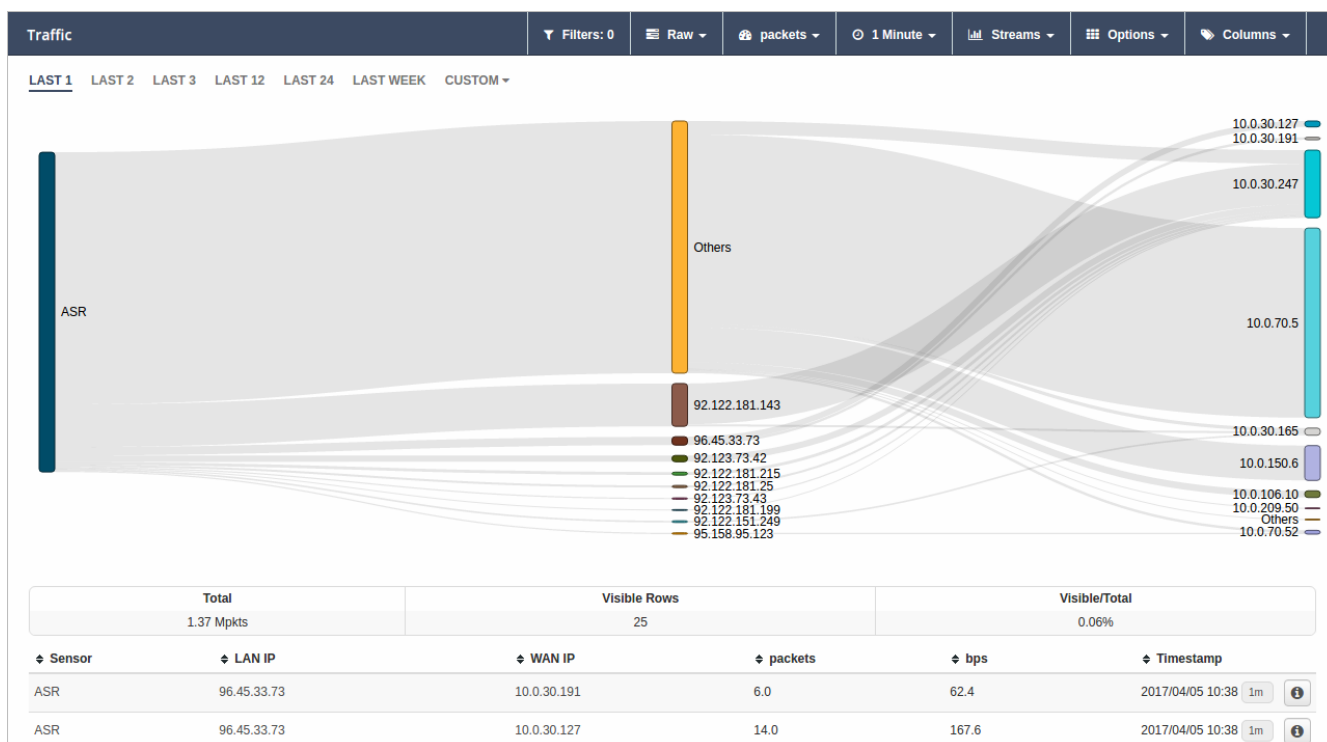 Traffic
Filters: 0
Raw
packets
1 Minute
Streams
Options
Columns
LAST 1
LAST 2
LAST 3
LAST 12
LAST 24
LAST WEEK
CUSTOM
ASR
Others
92.122.181.143
96.45.33.73
92.123.73.42
92.122.181.215
92.122.181.25
92.123.73.43
92.122.181.199
92.122.151.249
95.158.95.123
10.0.30.127
10.0.30.191
10.0.30.247
10.0.70.5
10.0.30.165
10.0.150.6
10.0.106.10
10.0.209.50
Others
10.0.70.52
Total Visible Rows Visible/Total
1.37 Mpkts 25 0.06%
Sensor LAN IP WAN IP packets bps Timestamp
ASR 96.45.33.73 10.0.30.191 6.0 62.4 2017/04/05 10:38 1m
ASR 96.45.33.73 10.0.30.127 14.0 167.6 2017/04/05 10:38 1m